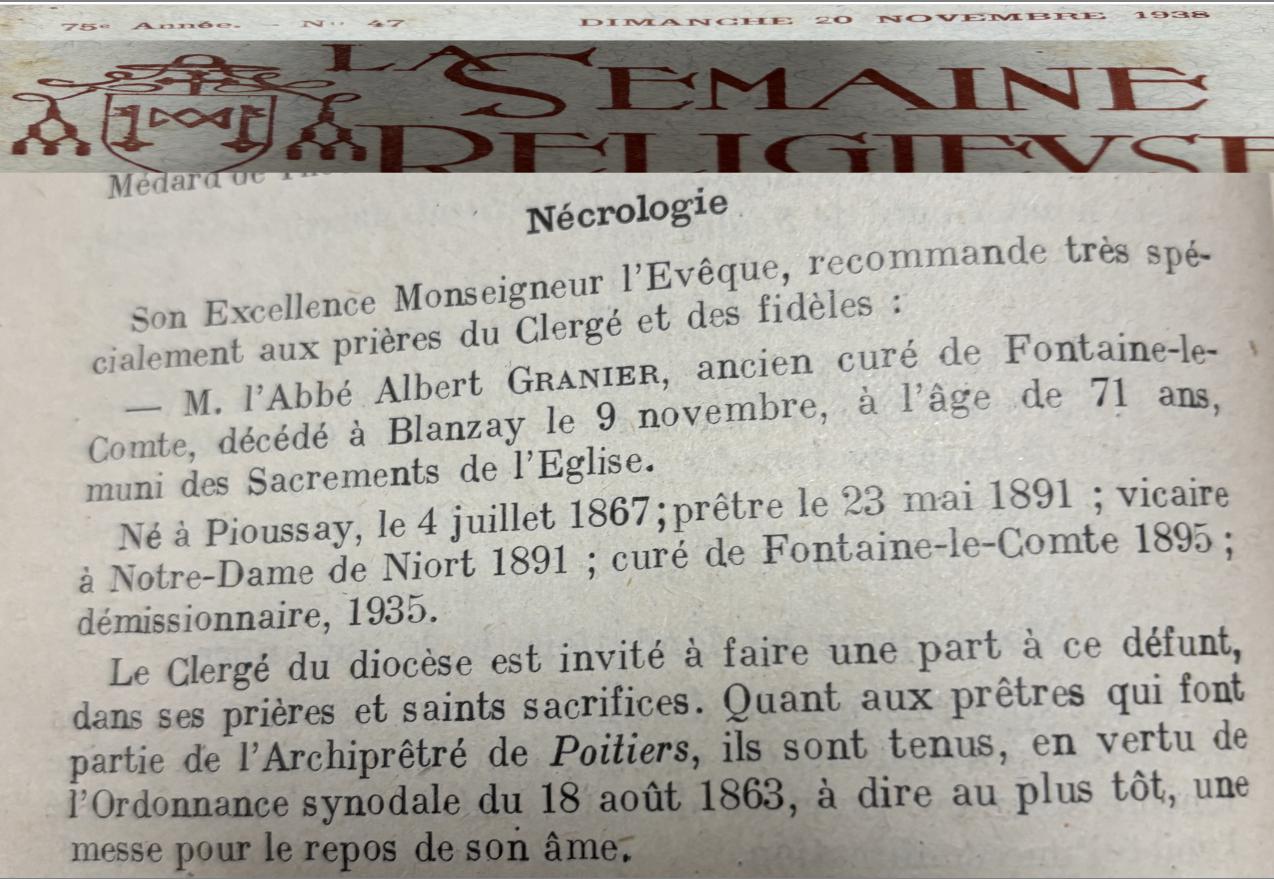 75e Année. — No 47 DIMANCHE 20 NOVEMBRE 1938
LA SEMAINE
RELIGIEVSE
Médard de
Nécrologie
Son Excellence Monseigneur l'Evêque, recommande très spé-
cialement aux prières du Clergé et des fidèles :
— M. l'Abbé Albert GRANIER, ancien curé de Fontaine-le-
Comte, décédé à Blanzay le 9 novembre, à l'âge de 71 ans,
muni des Sacrements de l'Eglise.
Né à Pioussay, le 4 juillet 1867; prêtre le 23 mai 1891 ; vicaire
à Notre-Dame de Niort 1891 ; curé de Fontaine-le-Comte 1895 ;
démissionnaire, 1935.
Le Clergé du diocèse est invité à faire une part à ce défunt,
dans ses prières et saints sacrifices. Quant aux prêtres qui font
partie de l'Archiprêtré de Poitiers, ils sont tenus, en vertu de
l'Ordonnance synodale du 18 août 1863, à dire au plus tôt, une
messe pour le repos de son âme.